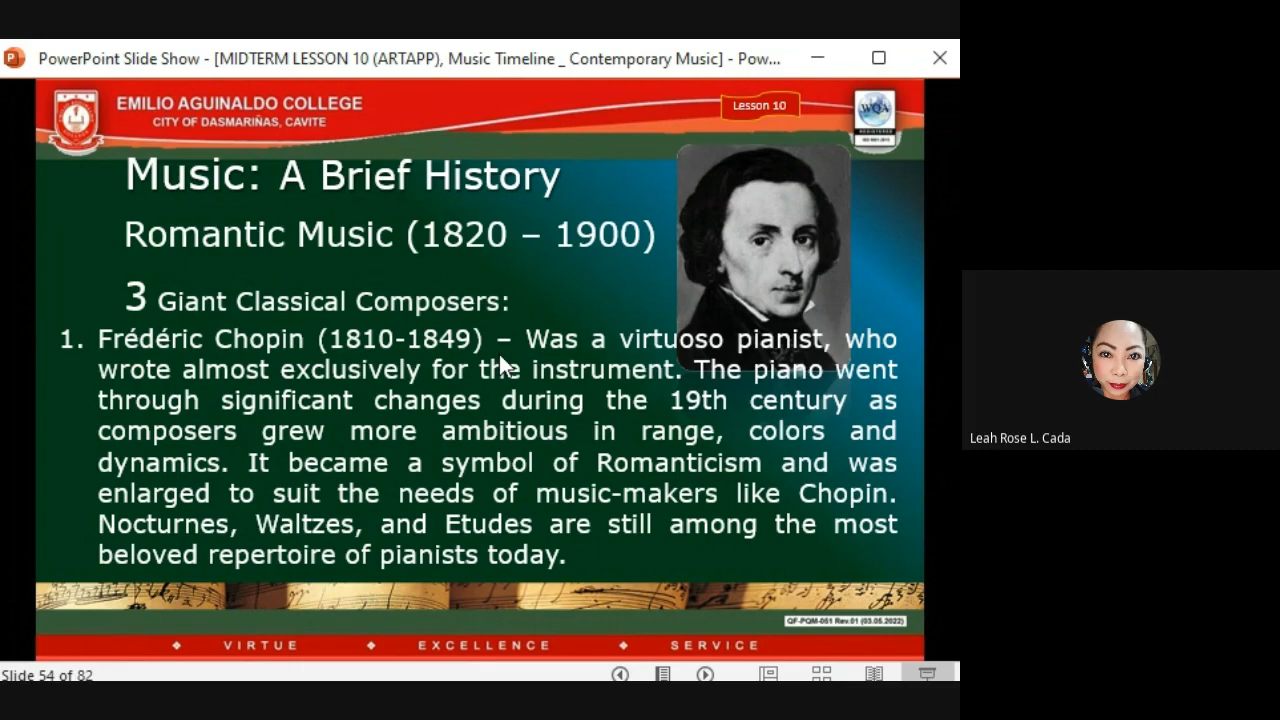 PowerPoint Slide Show - [MIDTERM LESSON 10 (ARTAPP), Music Timeline _ Contemporary Music] - Pow...
EMILIO AGUINALDO COLLEGE
CITY OF DASMARIÑAS, CAVITE
Lesson 10
WQA
REGISTERED
Music: A Brief History
Romantic Music (1820 – 1900)
3 Giant Classical Composers:
1. Frédéric Chopin (1810-1849) – Was a virtuoso pianist, who
wrote almost exclusively for the instrument. The piano went
through significant changes during the 19th century as
composers grew more ambitious in range, colors and
dynamics. It became a symbol of Romanticism and was
enlarged to suit the needs of music-makers like Chopin.
Nocturnes, Waltzes, and Etudes are still among the most
beloved repertoire of pianists today.
QF-PQM-051 Rev.01 (03.05.2022)
VIRTUE EXCELLENCE SERVICE
Slide 54 of 82
Leah Rose L. Cada